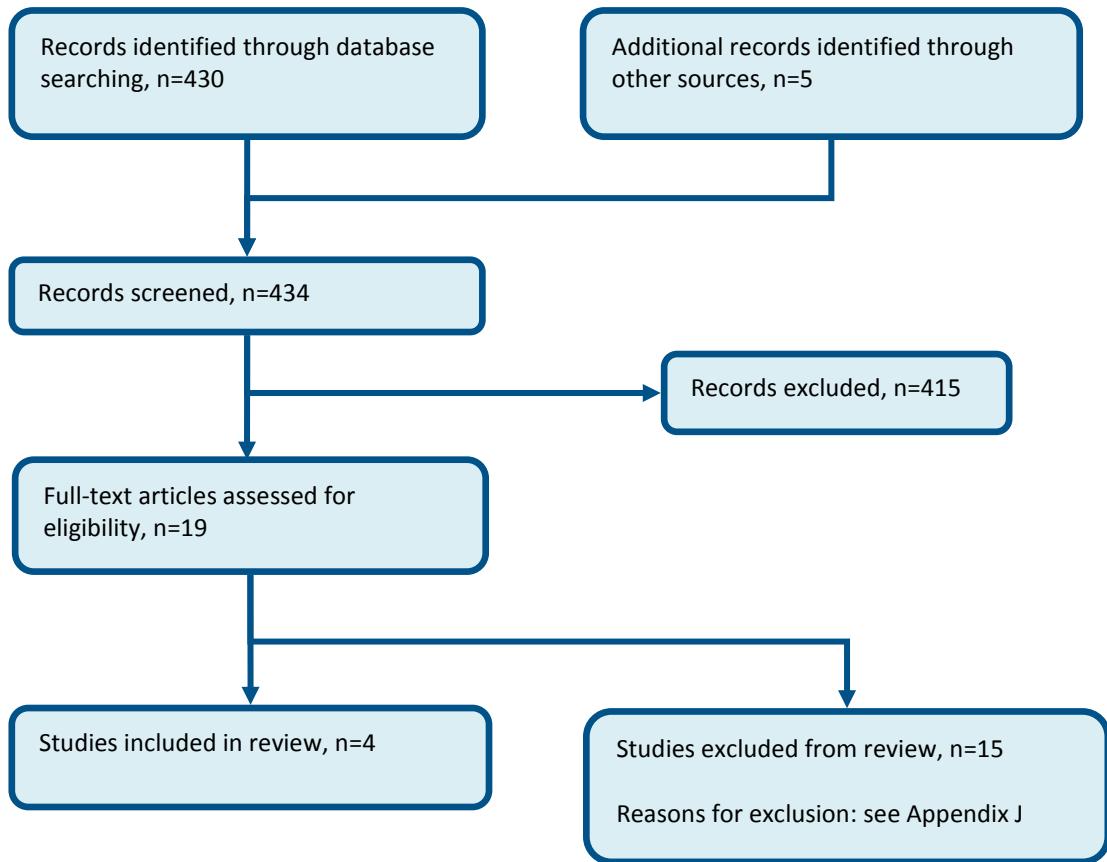 Records identified through database
searching, n=430
Additional records identified through
other sources, n=5
Records screened, n=434
Records excluded, n=415
Full-text articles assessed for
eligibility, n=19
Studies included in review, n=4
Studies excluded from review, n=15
Reasons for exclusion: see Appendix J